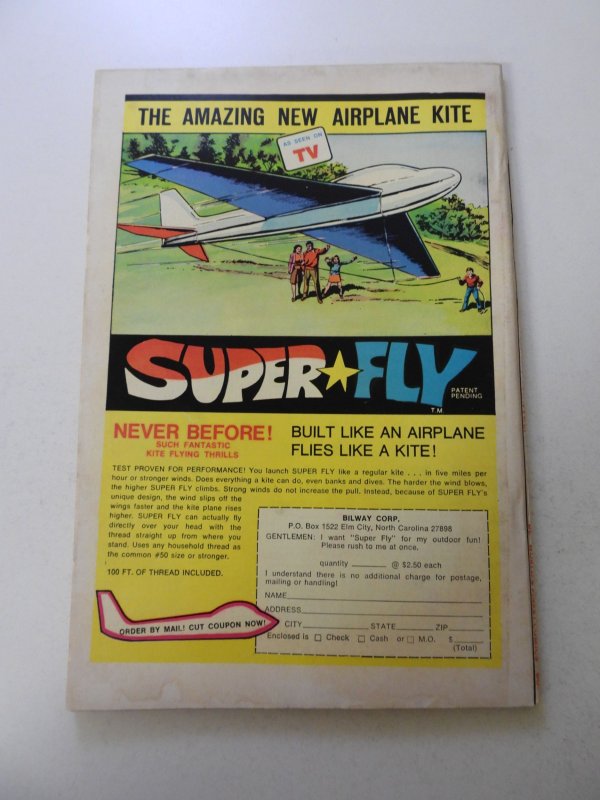 THE AMAZING NEW AIRPLANE KITE
AS SEEN ON
TV
SUPER★FLY
PATENT
PENDING
T.M.
NEVER BEFORE!
SUCH FANTASTIC
KITE FLYING THRILLS
BUILT LIKE AN AIRPLANE
FLIES LIKE A KITE!
TEST PROVEN FOR PERFORMANCE! You launch SUPER FLY like a regular kite . . . in five miles per
hour or stronger winds. Does everything a kite can do, even banks and dives. The harder the wind blows,
the higher SUPER FLY climbs. Strong winds do not increase the pull. Instead, because of SUPER FLY's
unique design, the wind slips off the
wings faster and the kite plane rises
higher. SUPER FLY can actually fly
directly over your head with the
thread straight up from where you
stand. Uses any household thread as
the common #50 size or stronger.
100 FT. OF THREAD INCLUDED.
ORDER BY MAIL! CUT COUPON NOW!
BILWAY CORP.
P.O. Box 1522 Elm City, North Carolina 27898
GENTLEMEN: I want "Super Fly" for my outdoor fun!
Please rush to me at once.
quantity ______ @ $2.50 each
I understand there is no additional charge for postage,
mailing or handling!
NAME
ADDRESS
CITY STATE ZIP
Enclosed is □ Check □ Cash or □ M.O. $
(Total)